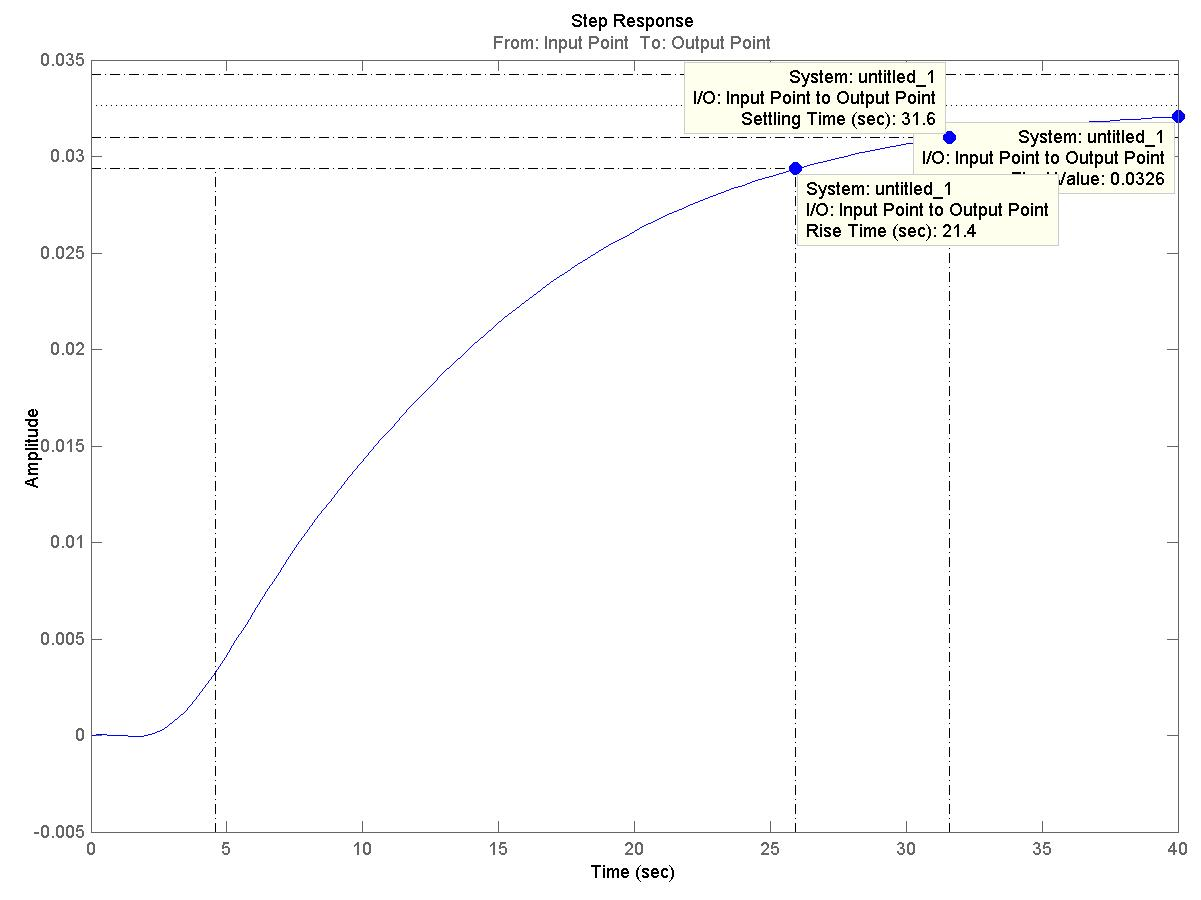 Step Response
From: Input Point To: Output Point
0.035
0.03
0.025
0.02
0.015
0.01
0.005
0
-0.005
Amplitude
System: untitled_1
I/O: Input Point to Output Point
Settling Time (sec): 31.6
System: untitled_1
I/O: Input Point to Output Point
Value: 0.0326
System: untitled_1
I/O: Input Point to Output Point
Rise Time (sec): 21.4
0 5 10 15 20 25 30 35 40
Time (sec)